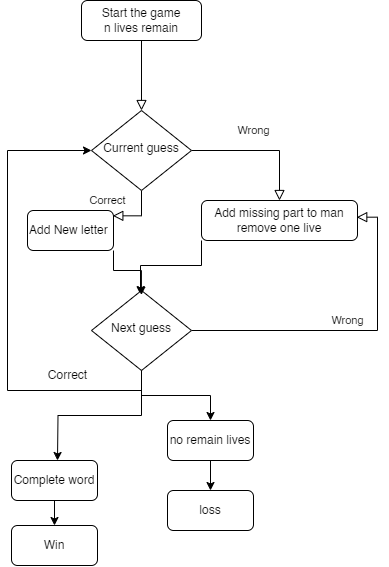 Start the game
n lives remain
Current guess
Wrong
Correct
Add New letter
Add missing part to man
remove one live
Next guess
Wrong
Correct
no remain lives
Complete word
loss
Win